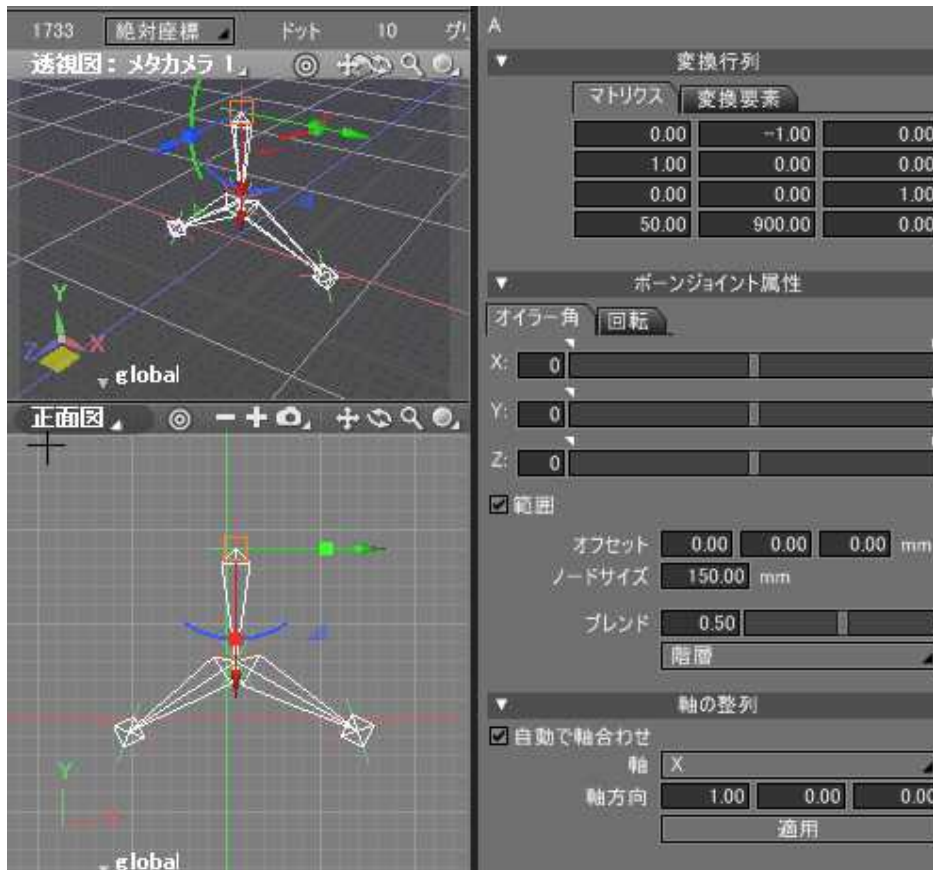 1733 絶対座標 ドット 10 グリ
透視図：メタカメラ 1
Y
Z X
global
正面図
Y
global
A
変換行列
マトリクス 変換要素
0.00 -1.00 0.00
1.00 0.00 0.00
0.00 0.00 1.00
50.00 900.00 0.00
ボーンジョイント属性
オイラー角 回転
X: 0
Y: 0
Z: 0
範囲
オフセット 0.00 0.00 0.00 mm
ノードサイズ 150.00 mm
ブレンド 0.50
階層
軸の整列
自動で軸合わせ
軸 X
軸方向 1.00 0.00 0.00
適用